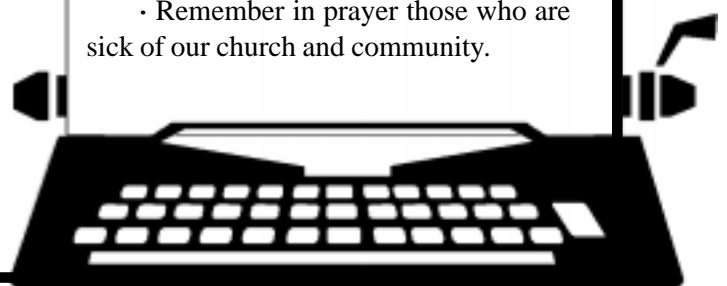 · Remember in prayer those who are
sick of our church and community.